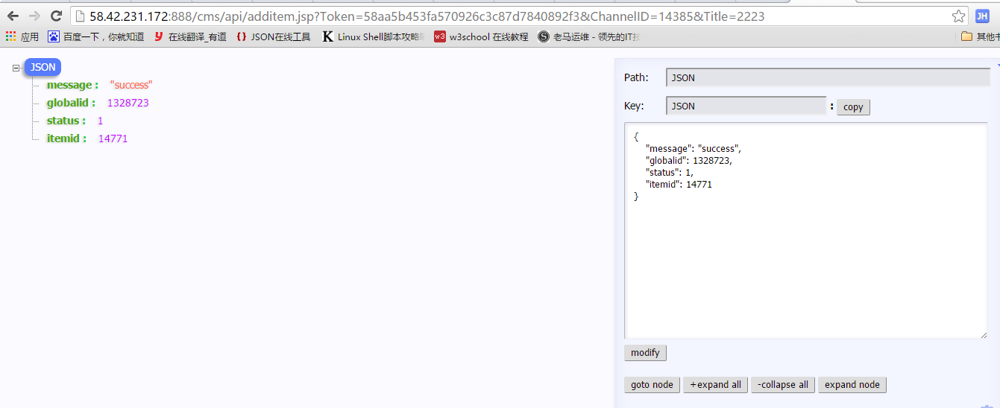 58.42.231.172:888/cms/api/additem.jsp?Token=58aa5b453fa570926c3c87d7840892f3&ChannelID=14385&Title=2223
JH
应用 百度一下，你就知道 y 在线翻译_有道 {} JSON在线工具 K Linux Shell脚本攻略 w3 w3school 在线教程 S 老马运维 - 领先的IT 其他书
JSON
message : "success"
globalid : 1328723
status : 1
itemid : 14771
Path: JSON
Key: JSON : copy
{
"message": "success",
"globalid": 1328723,
"status": 1,
"itemid": 14771
}
modify
goto node +expand all -collapse all expand node